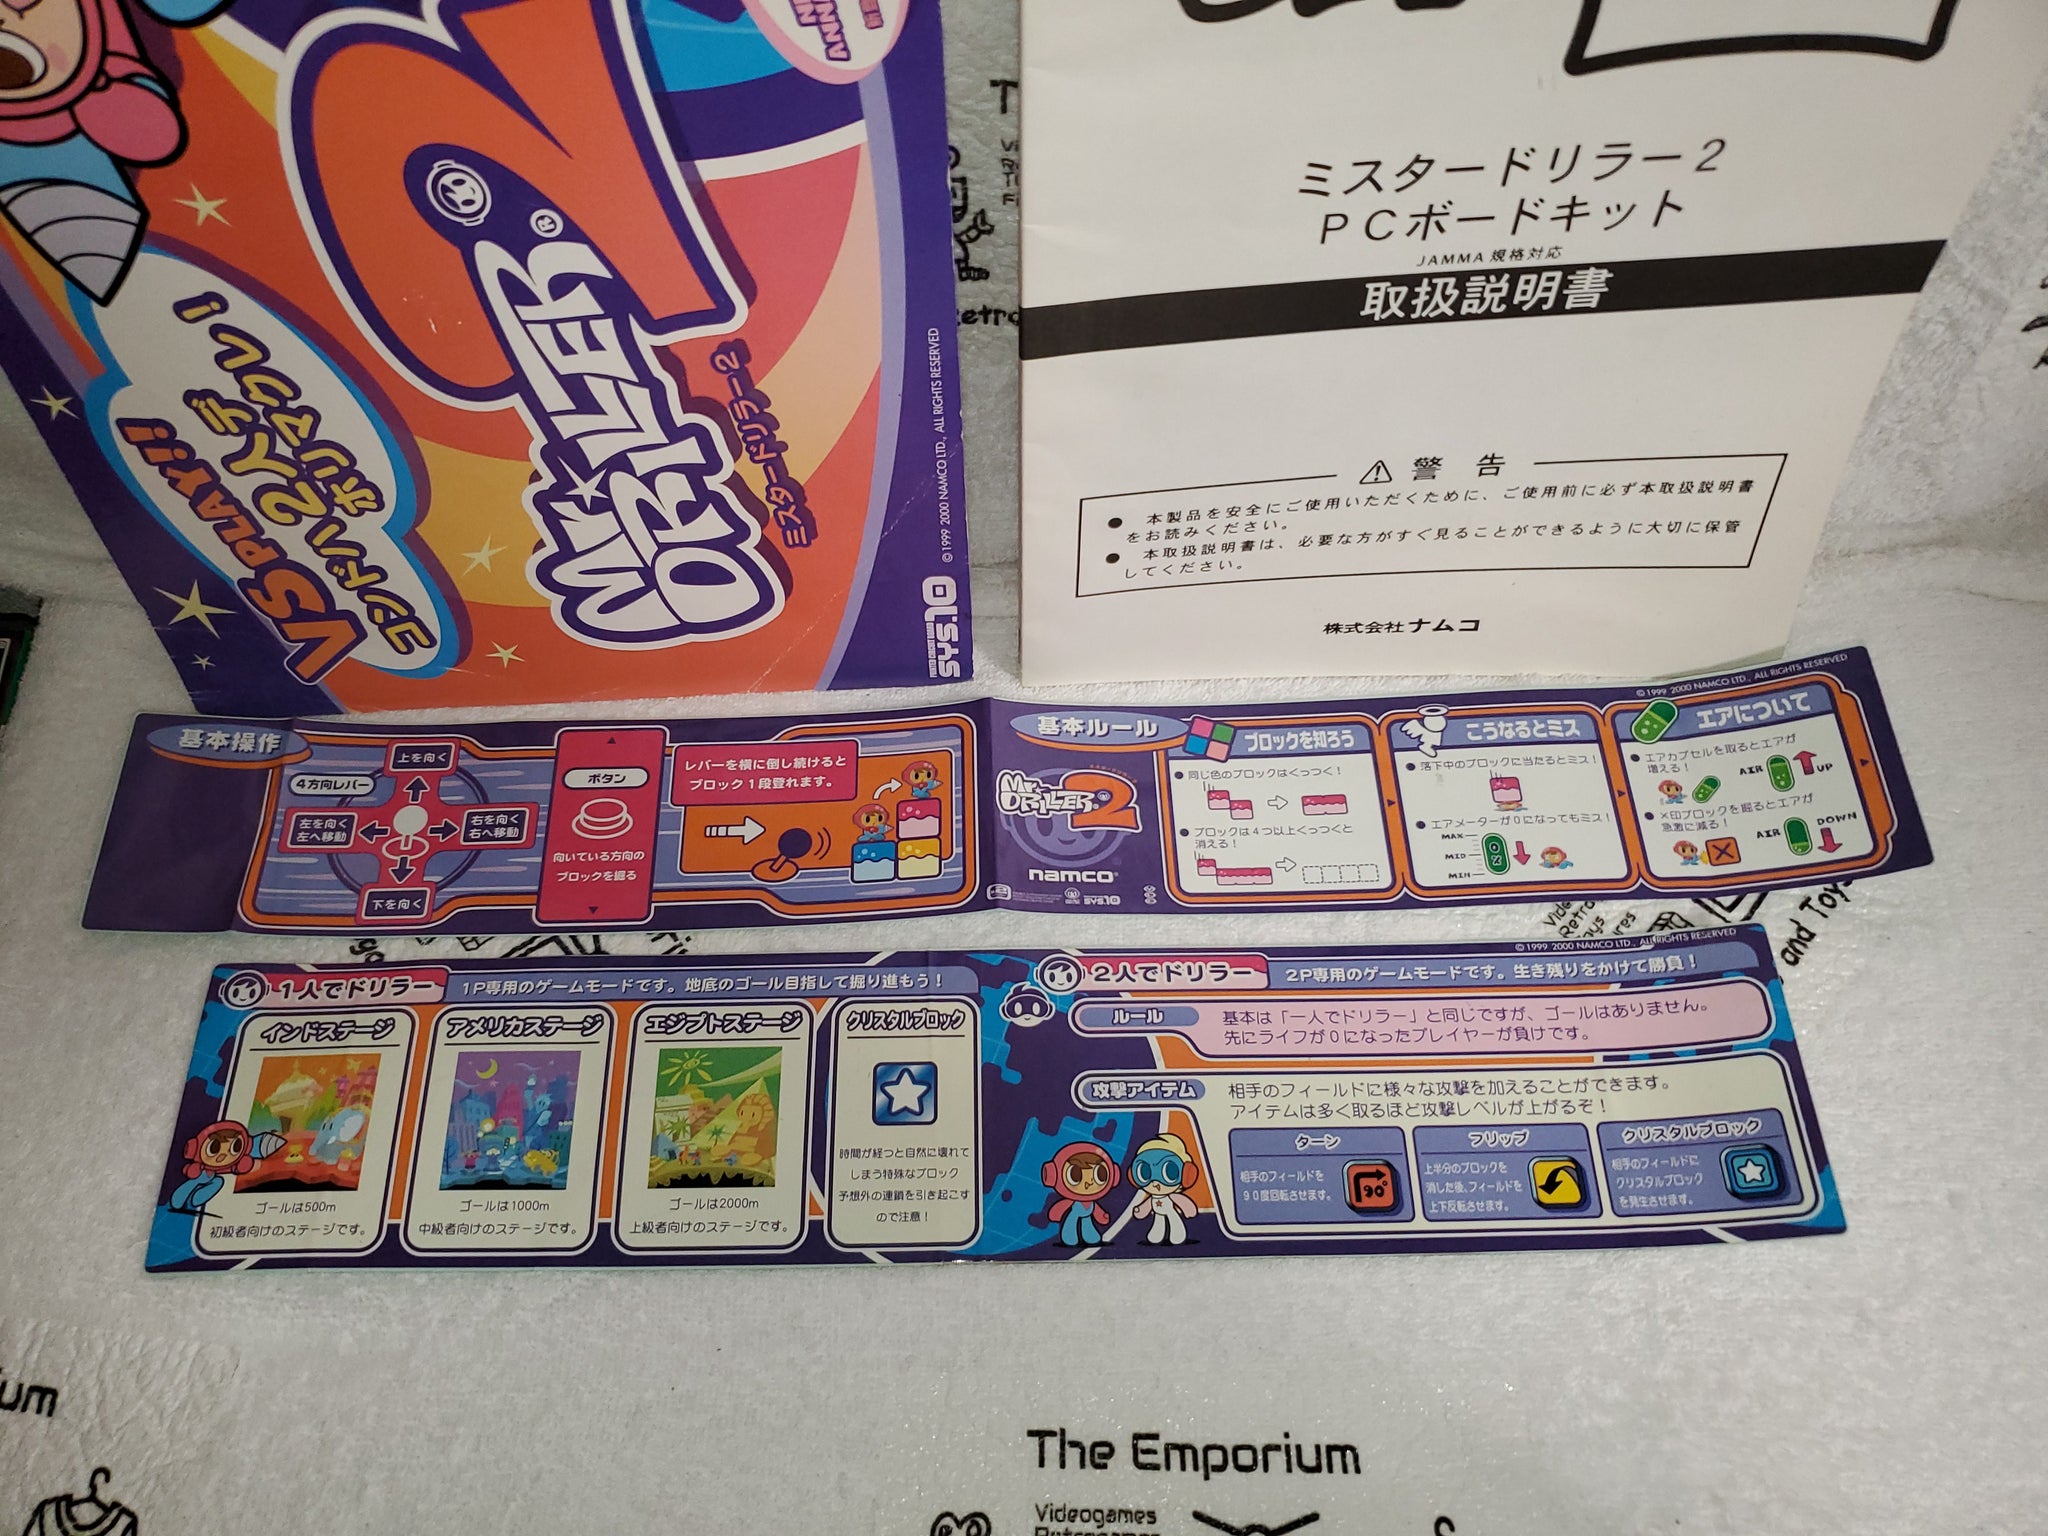 VS PLAY!!
コンドハ2人デ
ホリマクレ!
Mr.
DRILLER®
2
ミスタードリラー2
© 1999 2000 NAMCO LTD., ALL RIGHTS RESERVED
PRINTED CIRCUIT BOARD
SYS.10
ミスタードリラー2
PCボードキット
JAMMA規格対応
取扱説明書
⚠ 警告
● 本製品を安全にご使用いただくために、ご使用前に必ず本取扱説明書
をお読みください。
● 本取扱説明書は、必要な方がすぐ見ることができるように大切に保管
してください。
株式会社ナムコ
基本操作
4方向レバー
上を向く
左を向く
左へ移動
右を向く
右へ移動
下を向く
ボタン
向いている方向の
ブロックを掘る
レバーを横に倒し続けると
ブロック1段登れます。
基本ルール
Mr.
DRILLER 2
namco®
SYS.10
© 1999 2000 NAMCO LTD., ALL RIGHTS RESERVED
ブロックを知ろう
● 同じ色のブロックはくっつく!
● ブロックは4つ以上くっつくと
消える!
こうなるとミス
● 落下中のブロックに当たるとミス!
● エアメーターが0になってもミス!
MAX
MID
MIN
エアについて
● エアカプセルを取るとエアが
増える!
AIR
UP
● ×印ブロックを掘るとエアが
急激に減る!
AIR
DOWN
1人でドリラー
1P専用のゲームモードです。地底のゴール目指して掘り進もう!
インドステージ
ゴールは500m
初級者向けのステージです。
アメリカステージ
ゴールは1000m
中級者向けのステージです。
エジプトステージ
ゴールは2000m
上級者向けのステージです。
クリスタルブロック
時間が経つと自然に壊れて
しまう特殊なブロック
予想外の連鎖を引き起こす
ので注意!
© 1999 2000 NAMCO LTD., ALL RIGHTS RESERVED
2人でドリラー
2P専用のゲームモードです。生き残りをかけて勝負!
ルール
基本は「一人でドリラー」と同じですが、ゴールはありません。
先にライフが0になったプレイヤーが負けです。
攻撃アイテム
相手のフィールドに様々な攻撃を加えることができます。
アイテムは多く取るほど攻撃レベルが上がるぞ!
ターン
相手のフィールドを
90度回転させます。
90°
フリップ
上半分のブロックを
消した後、フィールドを
上下反転させます。
クリスタルブロック
相手のフィールドに
クリスタルブロック
を発生させます。
and Toys
The Emporium
Videogames